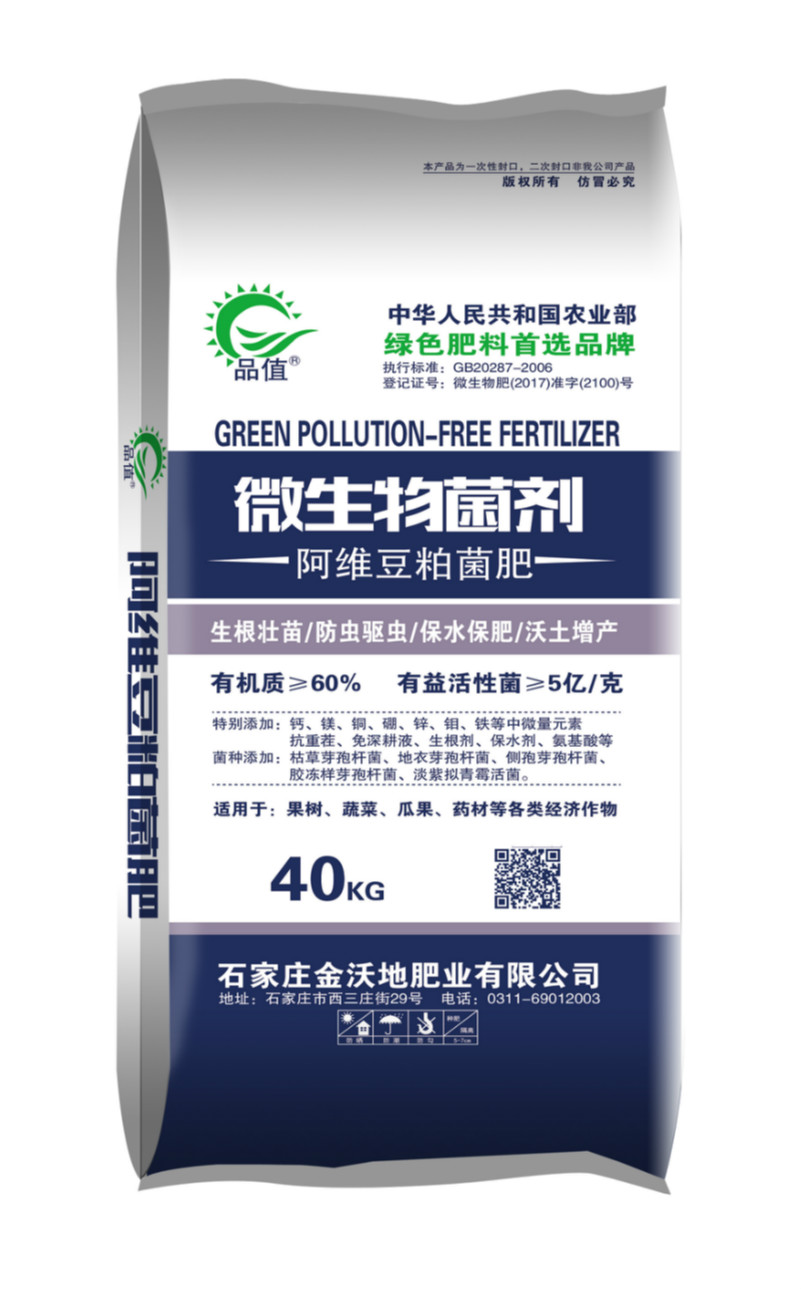 本产品为一次性封口，二次封口非我公司产品
版权所有 仿冒必究
品值®
中华人民共和国农业部
绿色肥料首选品牌
执行标准：GB20287-2006
登记证号：微生物肥(2017)准字(2100)号
GREEN POLLUTION-FREE FERTILIZER
微生物菌剂
阿维豆粕菌肥
生根壮苗/防虫驱虫/保水保肥/沃土增产
有机质≥60% 有益活性菌≥5亿/克
特别添加：钙、镁、铜、硼、锌、钼、铁等中微量元素
抗重茬、免深耕液、生根剂、保水剂、氨基酸等
菌种添加：枯草芽孢杆菌、地衣芽孢杆菌、侧孢芽孢杆菌、
胶冻样芽孢杆菌、淡紫拟青霉活菌。
适用于：果树、蔬菜、瓜果、药材等各类经济作物
40KG
石家庄金沃地肥业有限公司
地址：石家庄市西三庄街29号 电话：0311-69012003
种肥
隔离
5-7cm
品值®
阿维豆粕菌肥